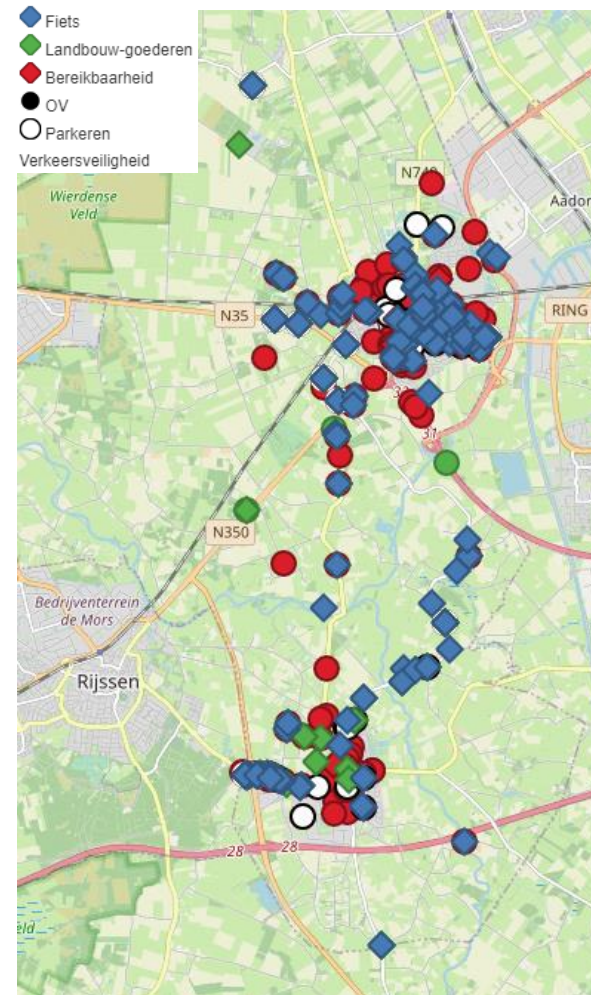 Fiets
Landbouw-goederen
Bereikbaarheid
OV
Parkeren
Verkeersveiligheid
Wierdense
Veld
Aador
N35
RING
31
N350
Bedrijventerrein
de Mors
Rijssen
28
28
eld